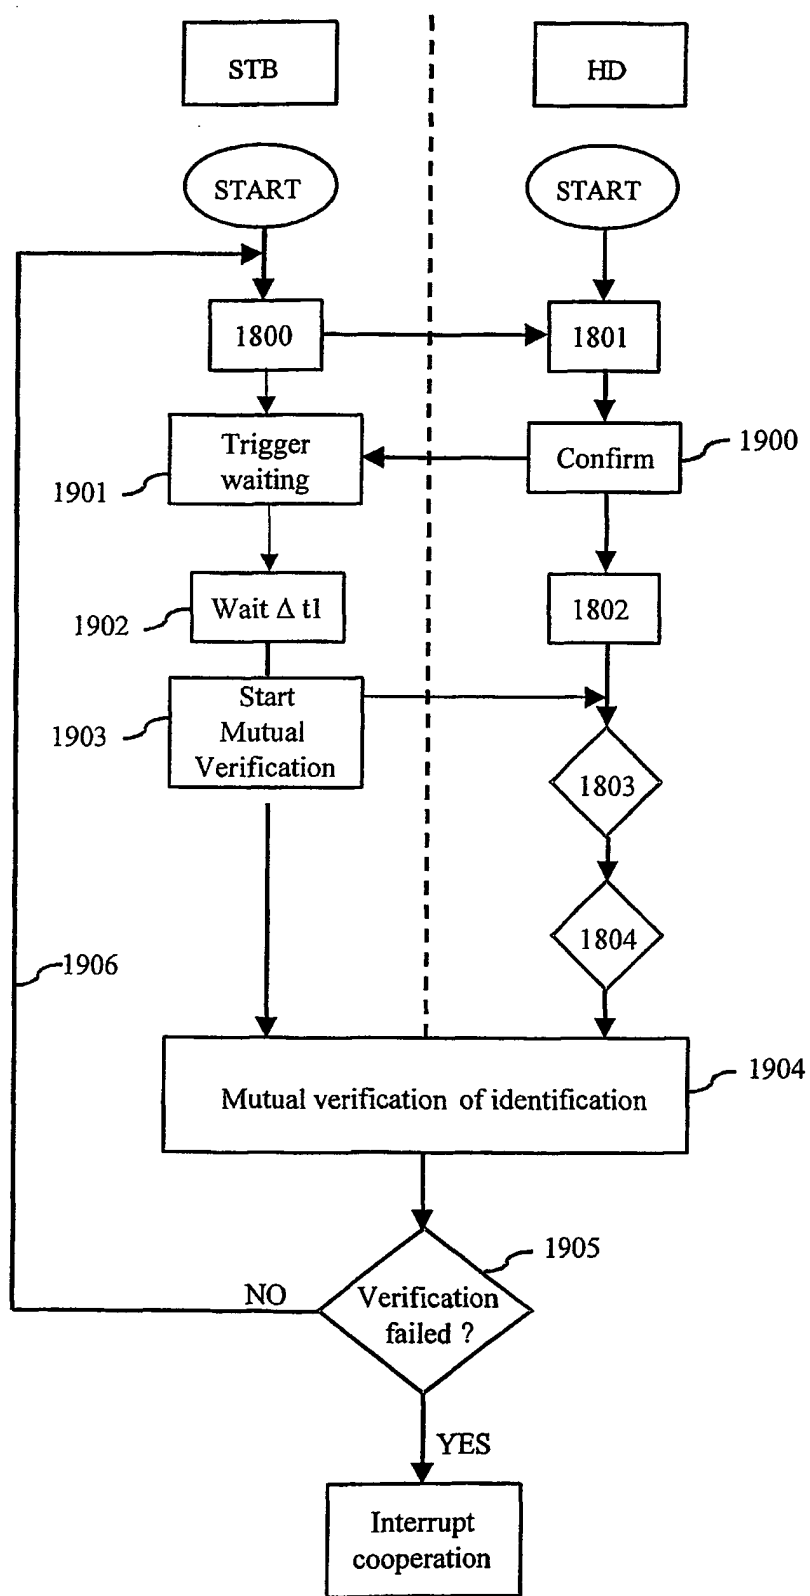 STB
HD
START
START
1800
1801
Trigger
waiting
Confirm
1900
1901
Wait Δ t1
1802
1902
Start
Mutual
Verification
1903
1803
1804
1906
Mutual verification of identification
1904
1905
NO
Verification
failed ?
YES
Interrupt
cooperation